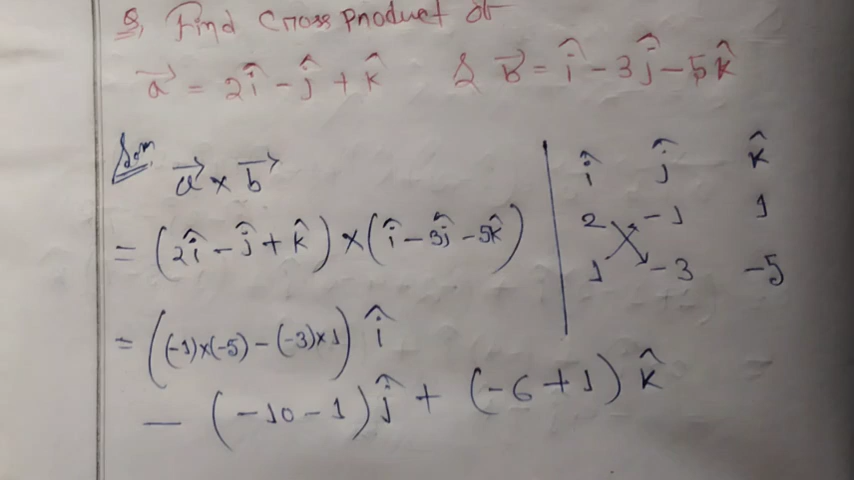 Q, Find Cross product of
a⃗ = 2î - ĵ + k̂ & B⃗ = î - 3ĵ - 5k̂
Soln.
a⃗ × b⃗
= (2î - ĵ + k̂) × (î - 3ĵ - 5k̂)
= ((-1)×(-5) - (-3)×1) î
- (-10 - 1) ĵ + (-6 + 1) k̂
î ĵ k̂
2 -1 1
1 -3 -5